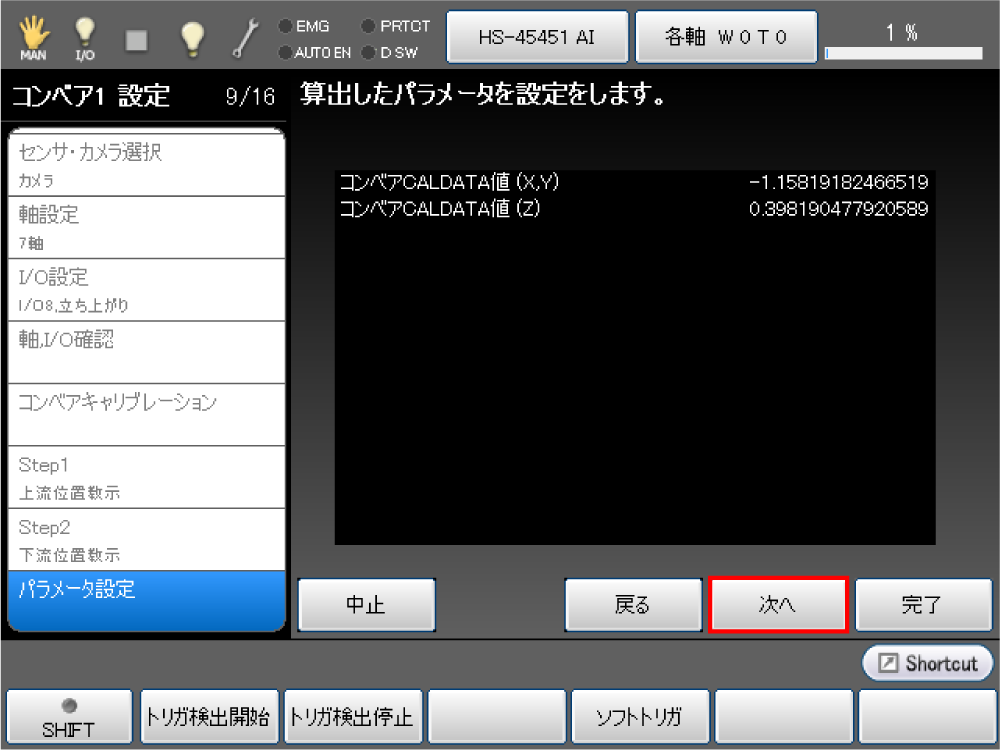 MAN
I/O
EMG
PRTCT
AUTO EN
D SW
HS-45451 AI
各軸 W0T0
1 %
コンベア1 設定 9/16
算出したパラメータを設定をします。
センサ・カメラ選択
カメラ
軸設定
7軸
I/O設定
I/O8,立ち上がり
軸,I/O確認
コンベアキャリブレーション
Step1
上流位置教示
Step2
下流位置教示
パラメータ設定
コンベアCALDATA値 (X,Y) -1.15819182466519
コンベアCALDATA値 (Z) 0.398190477920589
中止
戻る
次へ
完了
Shortcut
SHIFT
トリガ検出開始
トリガ検出停止
ソフトトリガ